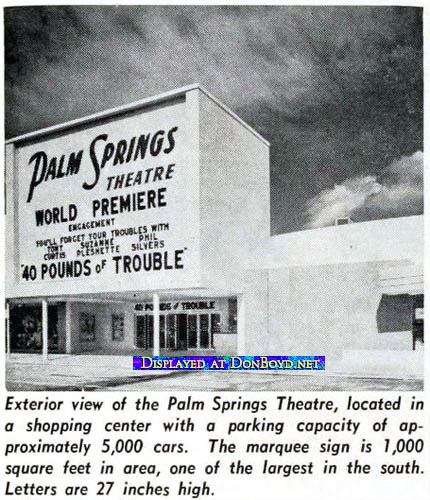 PALM SPRINGS
THEATRE
WORLD PREMIERE
ENGAGEMENT
YOU'LL FORGET YOUR TROUBLES WITH
TONY SUZANNE PHIL
CURTIS PLESHETTE SILVERS
"40 POUNDS OF TROUBLE"
40 POUNDS of TROUBLE
DISPLAYED AT DONBOYD.NET
Exterior view of the Palm Springs Theatre, located in
a shopping center with a parking capacity of ap-
proximately 5,000 cars. The marquee sign is 1,000
square feet in area, one of the largest in the south.
Letters are 27 inches high.